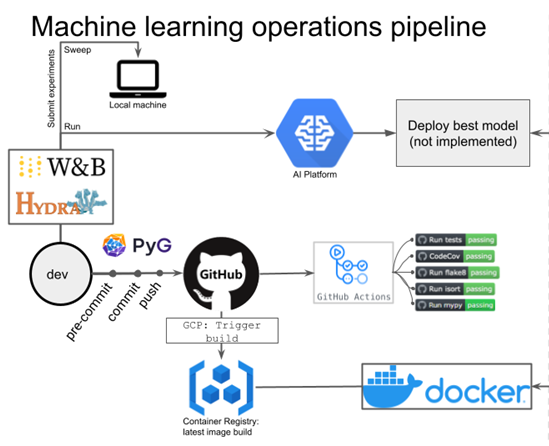 Machine learning operations pipeline
Submit experiments
Sweep
Local machine
Run
AI Platform
Deploy best model
(not implemented)
W&B
HYDRA
dev
PyG
pre-commit
commit
push
GitHub
GitHub Actions
Run tests passing
CodeCov passing
Run flake8 passing
Run isort passing
Run mypy passing
GCP: Trigger
build
Container Registry:
latest image build
docker